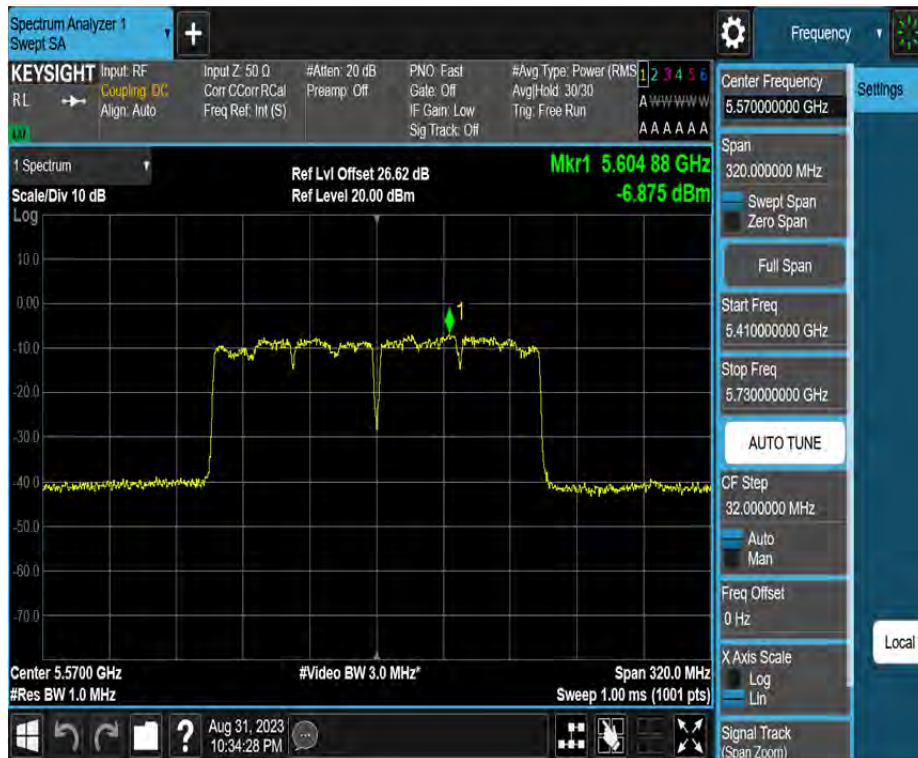 Spectrum Analyzer 1
Swept SA
+
Frequency
KEYSIGHT
RL
Input: RF
Coupling: DC
Align: Auto
Input Z: 50 Ω
Corr CCorr RCal
Freq Ref: Int (S)
#Atten: 20 dB
Preamp: Off
PNO: Fast
Gate: Off
IF Gain: Low
Sig Track: Off
#Avg Type: Power (RMS
Avg|Hold: 30/30
Trig: Free Run
1 2 3 4 5 6
A W W W W W
A A A A A A
1 Spectrum
Scale/Div 10 dB
Ref Lvl Offset 26.62 dB
Ref Level 20.00 dBm
Mkr1 5.604 88 GHz
-6.875 dBm
Log
10.0
0.00
-10.0
-20.0
-30.0
-40.0
-50.0
-60.0
-70.0
1
Center 5.5700 GHz
#Res BW 1.0 MHz
#Video BW 3.0 MHz*
Span 320.0 MHz
Sweep 1.00 ms (1001 pts)
?
Aug 31, 2023
10:34:28 PM
Center Frequency
5.570000000 GHz
Span
320.000000 MHz
Swept Span
Zero Span
Full Span
Start Freq
5.410000000 GHz
Stop Freq
5.730000000 GHz
AUTO TUNE
CF Step
32.000000 MHz
Auto
Man
Freq Offset
0 Hz
X Axis Scale
Log
Lin
Signal Track
(Span Zoom)
Settings
Local